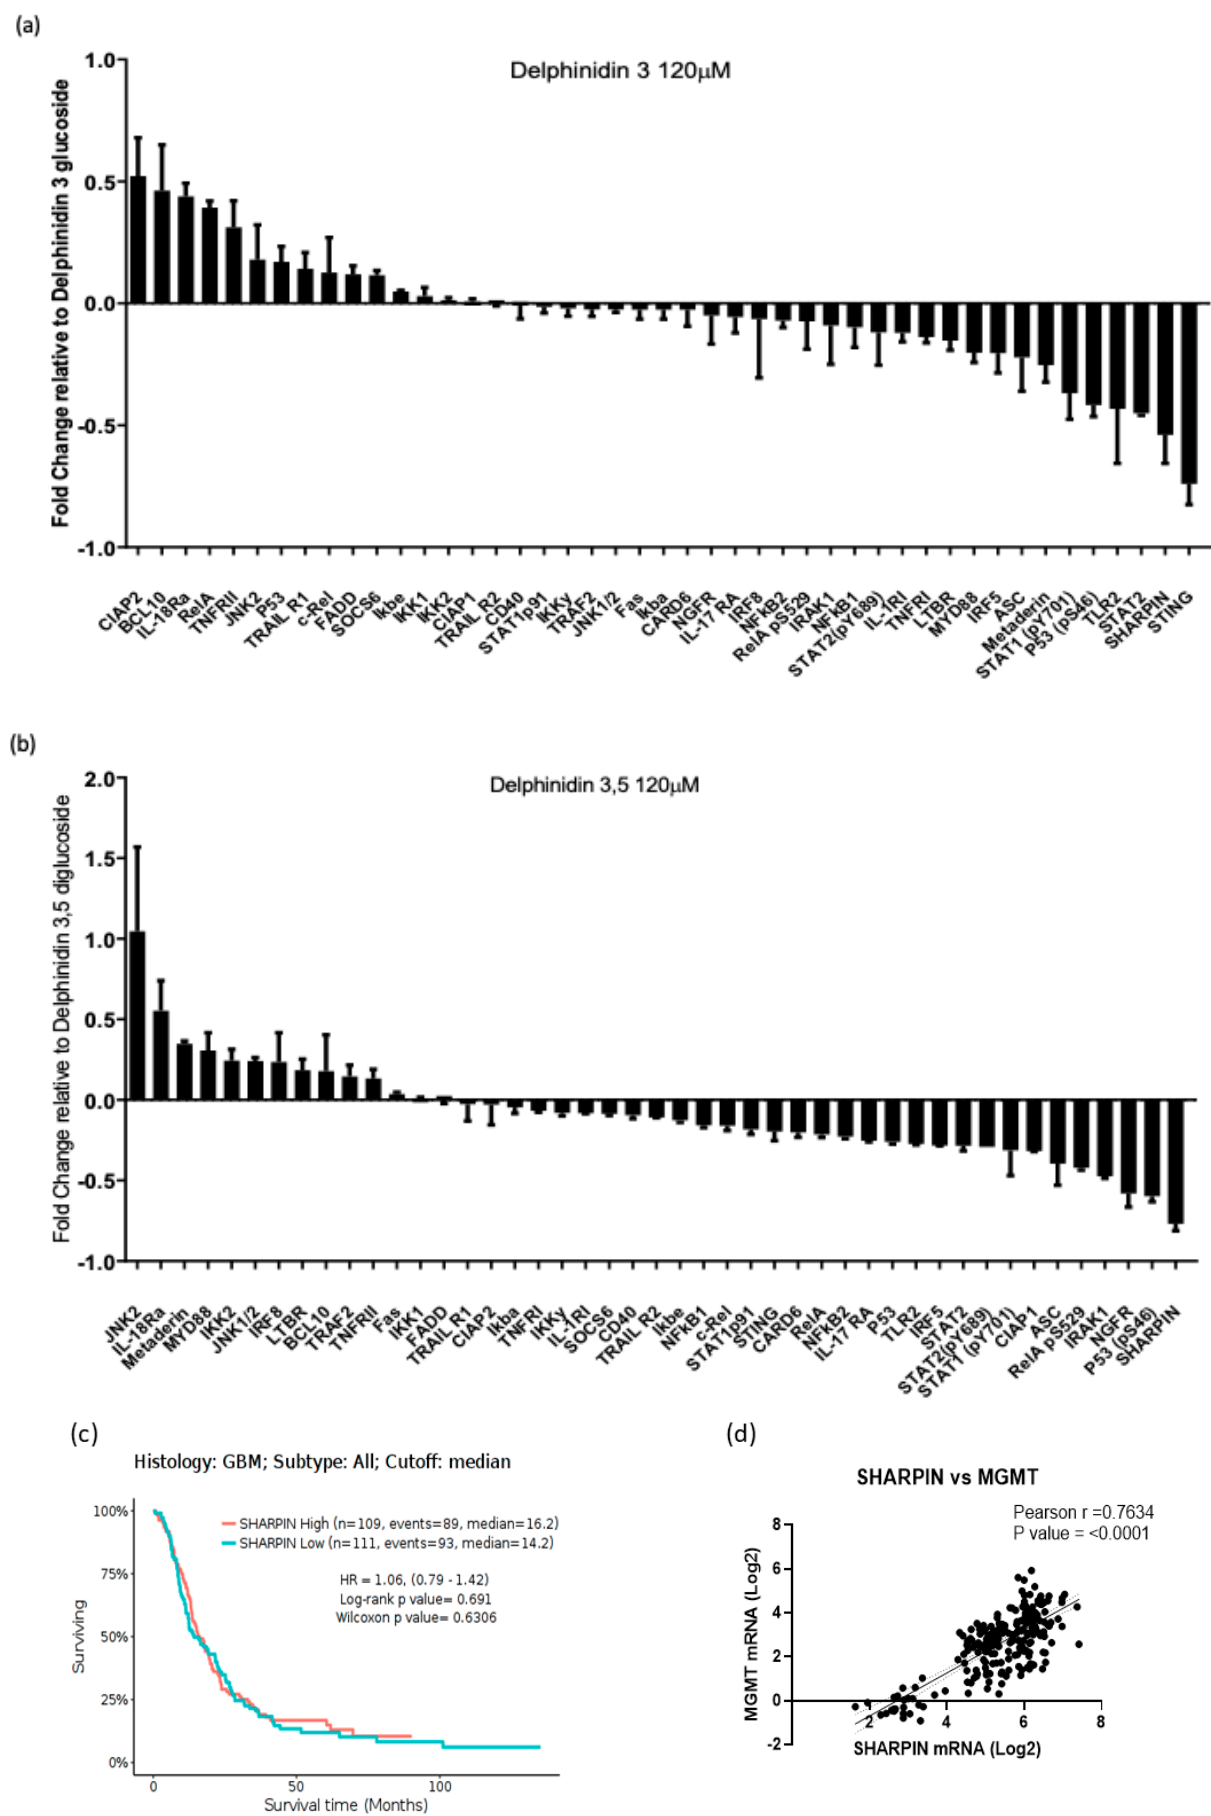 (a)
Delphinidin 3 120μM
Fold Change relative to Delphinidin 3 glucoside
1.0
0.5
0.0
-0.5
-1.0
CIAP2
BCL10
IL-18Ra
RelA
TNFRII
JNK2
P53
TRAIL R1
c-Rel
FADD
SOCS6
Ikbe
IKK1
IKK2
CIAP1
TRAIL R2
CD40
STAT1p91
IKKy
TRAF2
JNK1/2
Fas
Ikba
CARD6
NGFR
IL-17 RA
IRF8
NFkB2
RelA pS529
IRAK1
NFkB1
STAT2(pY689)
IL-1RI
TNFRI
LTBR
MYD88
IRF5
ASC
Metaderin
STAT1 (pY701)
P53 (pS46)
TLR2
STAT2
SHARPIN
STING
(b)
Delphinidin 3,5 120μM
Fold Change relative to Delphinidin 3,5 diglucoside
2.0
1.5
1.0
0.5
0.0
-0.5
-1.0
JNK2
IL-18Ra
Metaderin
MYD88
IKK2
JNK1/2
IRF8
LTBR
BCL10
TRAF2
TNFRII
Fas
IKK1
FADD
TRAIL R1
CIAP2
Ikba
TNFRI
IKKy
IL-1RI
SOCS6
CD40
TRAIL R2
Ikbe
NFkB1
c-Rel
STAT1p91
STING
CARD6
RelA
NFkB2
IL-17 RA
P53
TLR2
IRF5
STAT2
STAT2(pY689)
STAT1 (pY701)
CIAP1
ASC
RelA pS529
IRAK1
NGFR
P53 (pS46)
SHARPIN
(c)
Histology: GBM; Subtype: All; Cutoff: median
SHARPIN High (n=109, events=89, median=16.2)
SHARPIN Low (n=111, events=93, median=14.2)
HR = 1.06, (0.79 - 1.42)
Log-rank p value= 0.691
Wilcoxon p value= 0.6306
Surviving
100%
75%
50%
25%
0%
0 50 100
Survival time (Months)
(d)
SHARPIN vs MGMT
Pearson r =0.7634
P value = <0.0001
MGMT mRNA (Log2)
8
6
4
2
0
-2
2 4 6 8
SHARPIN mRNA (Log2)